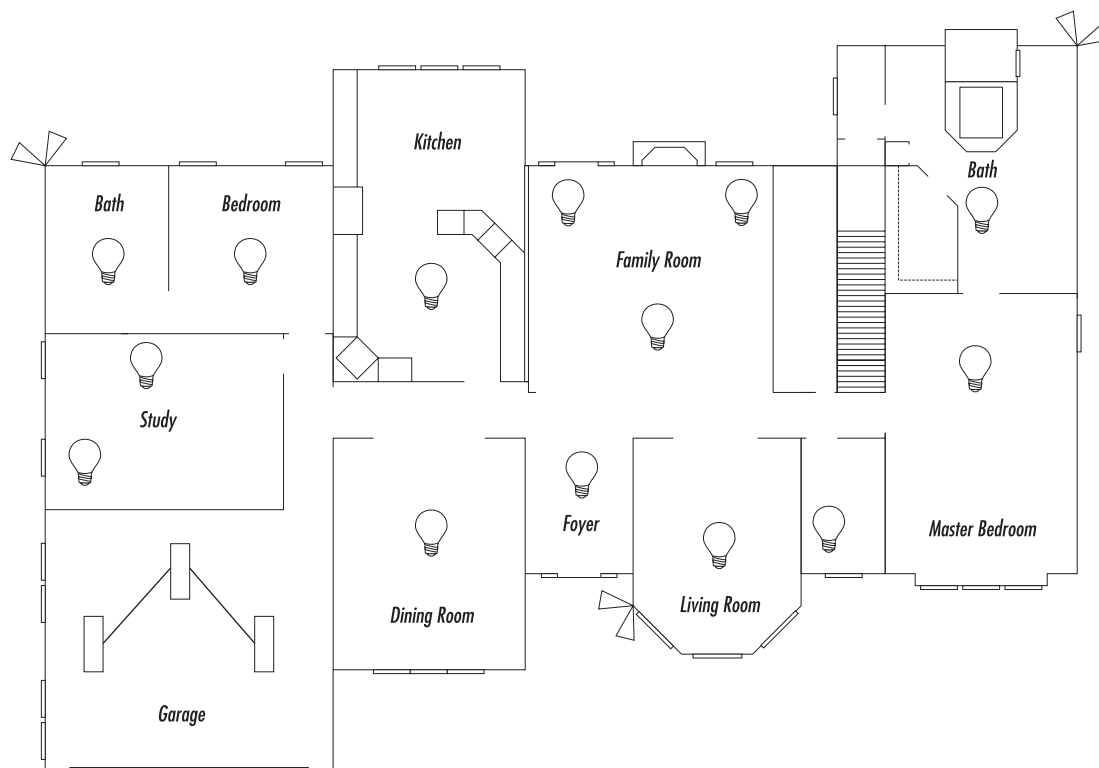 Kitchen
Bath
Bath
Bedroom
Family Room
Study
Foyer
Master Bedroom
Living Room
Dining Room
Garage